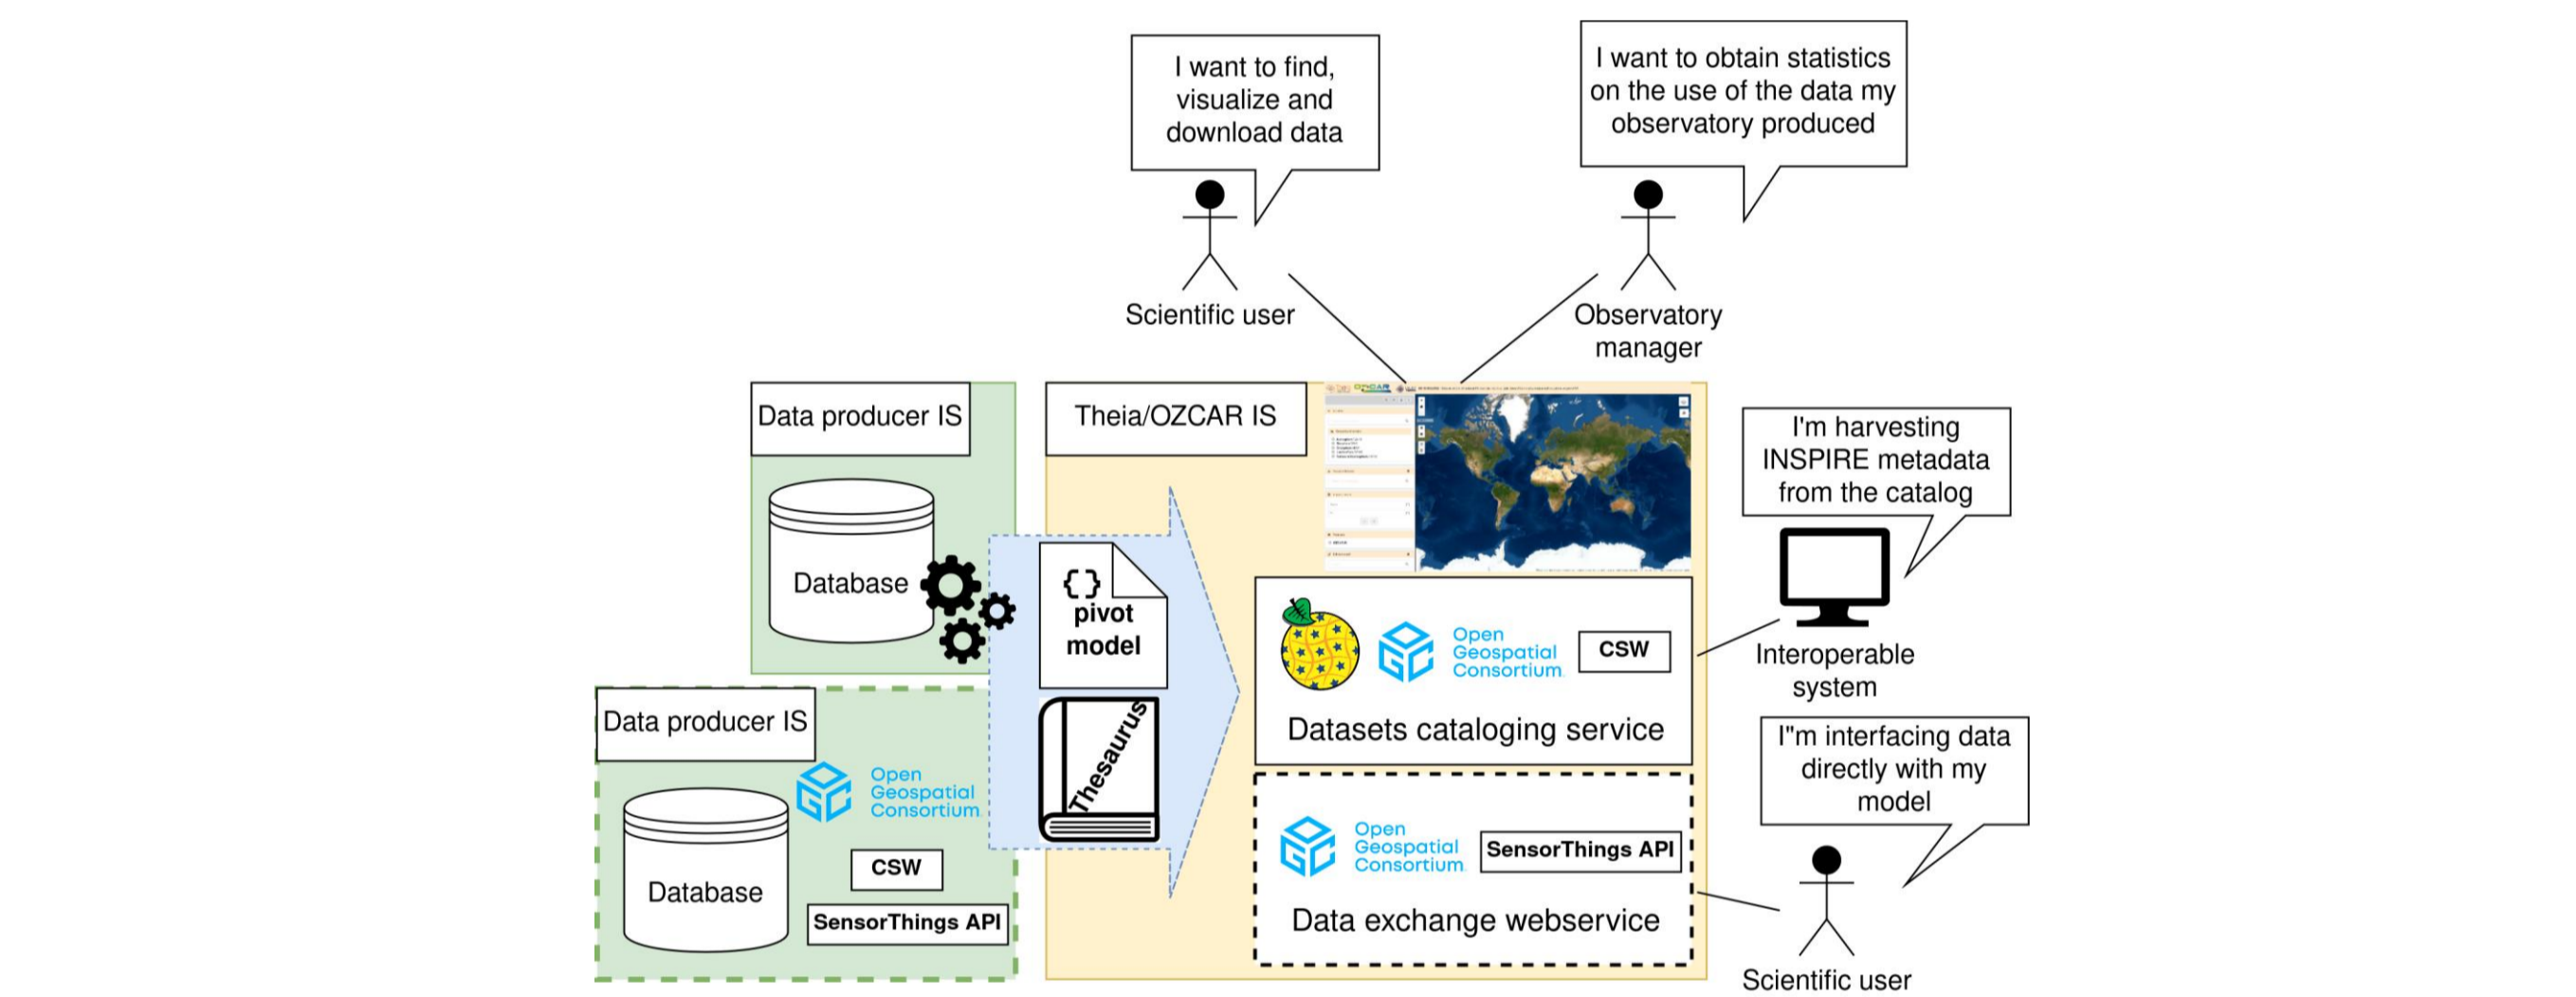 I want to find,
visualize and
download data
I want to obtain statistics
on the use of the data my
observatory produced
Scientific user
Observatory
manager
Data producer IS
Database
Theia/OZCAR IS
OZCAR
{}
pivot
model
Thesaurus
Open
Geospatial
Consortium
CSW
Datasets cataloging service
I'm harvesting
INSPIRE metadata
from the catalog
Interoperable
system
Data producer IS
Database
Open
Geospatial
Consortium
CSW
SensorThings API
Open
Geospatial
Consortium
SensorThings API
Data exchange webservice
I"m interfacing data
directly with my
model
Scientific user